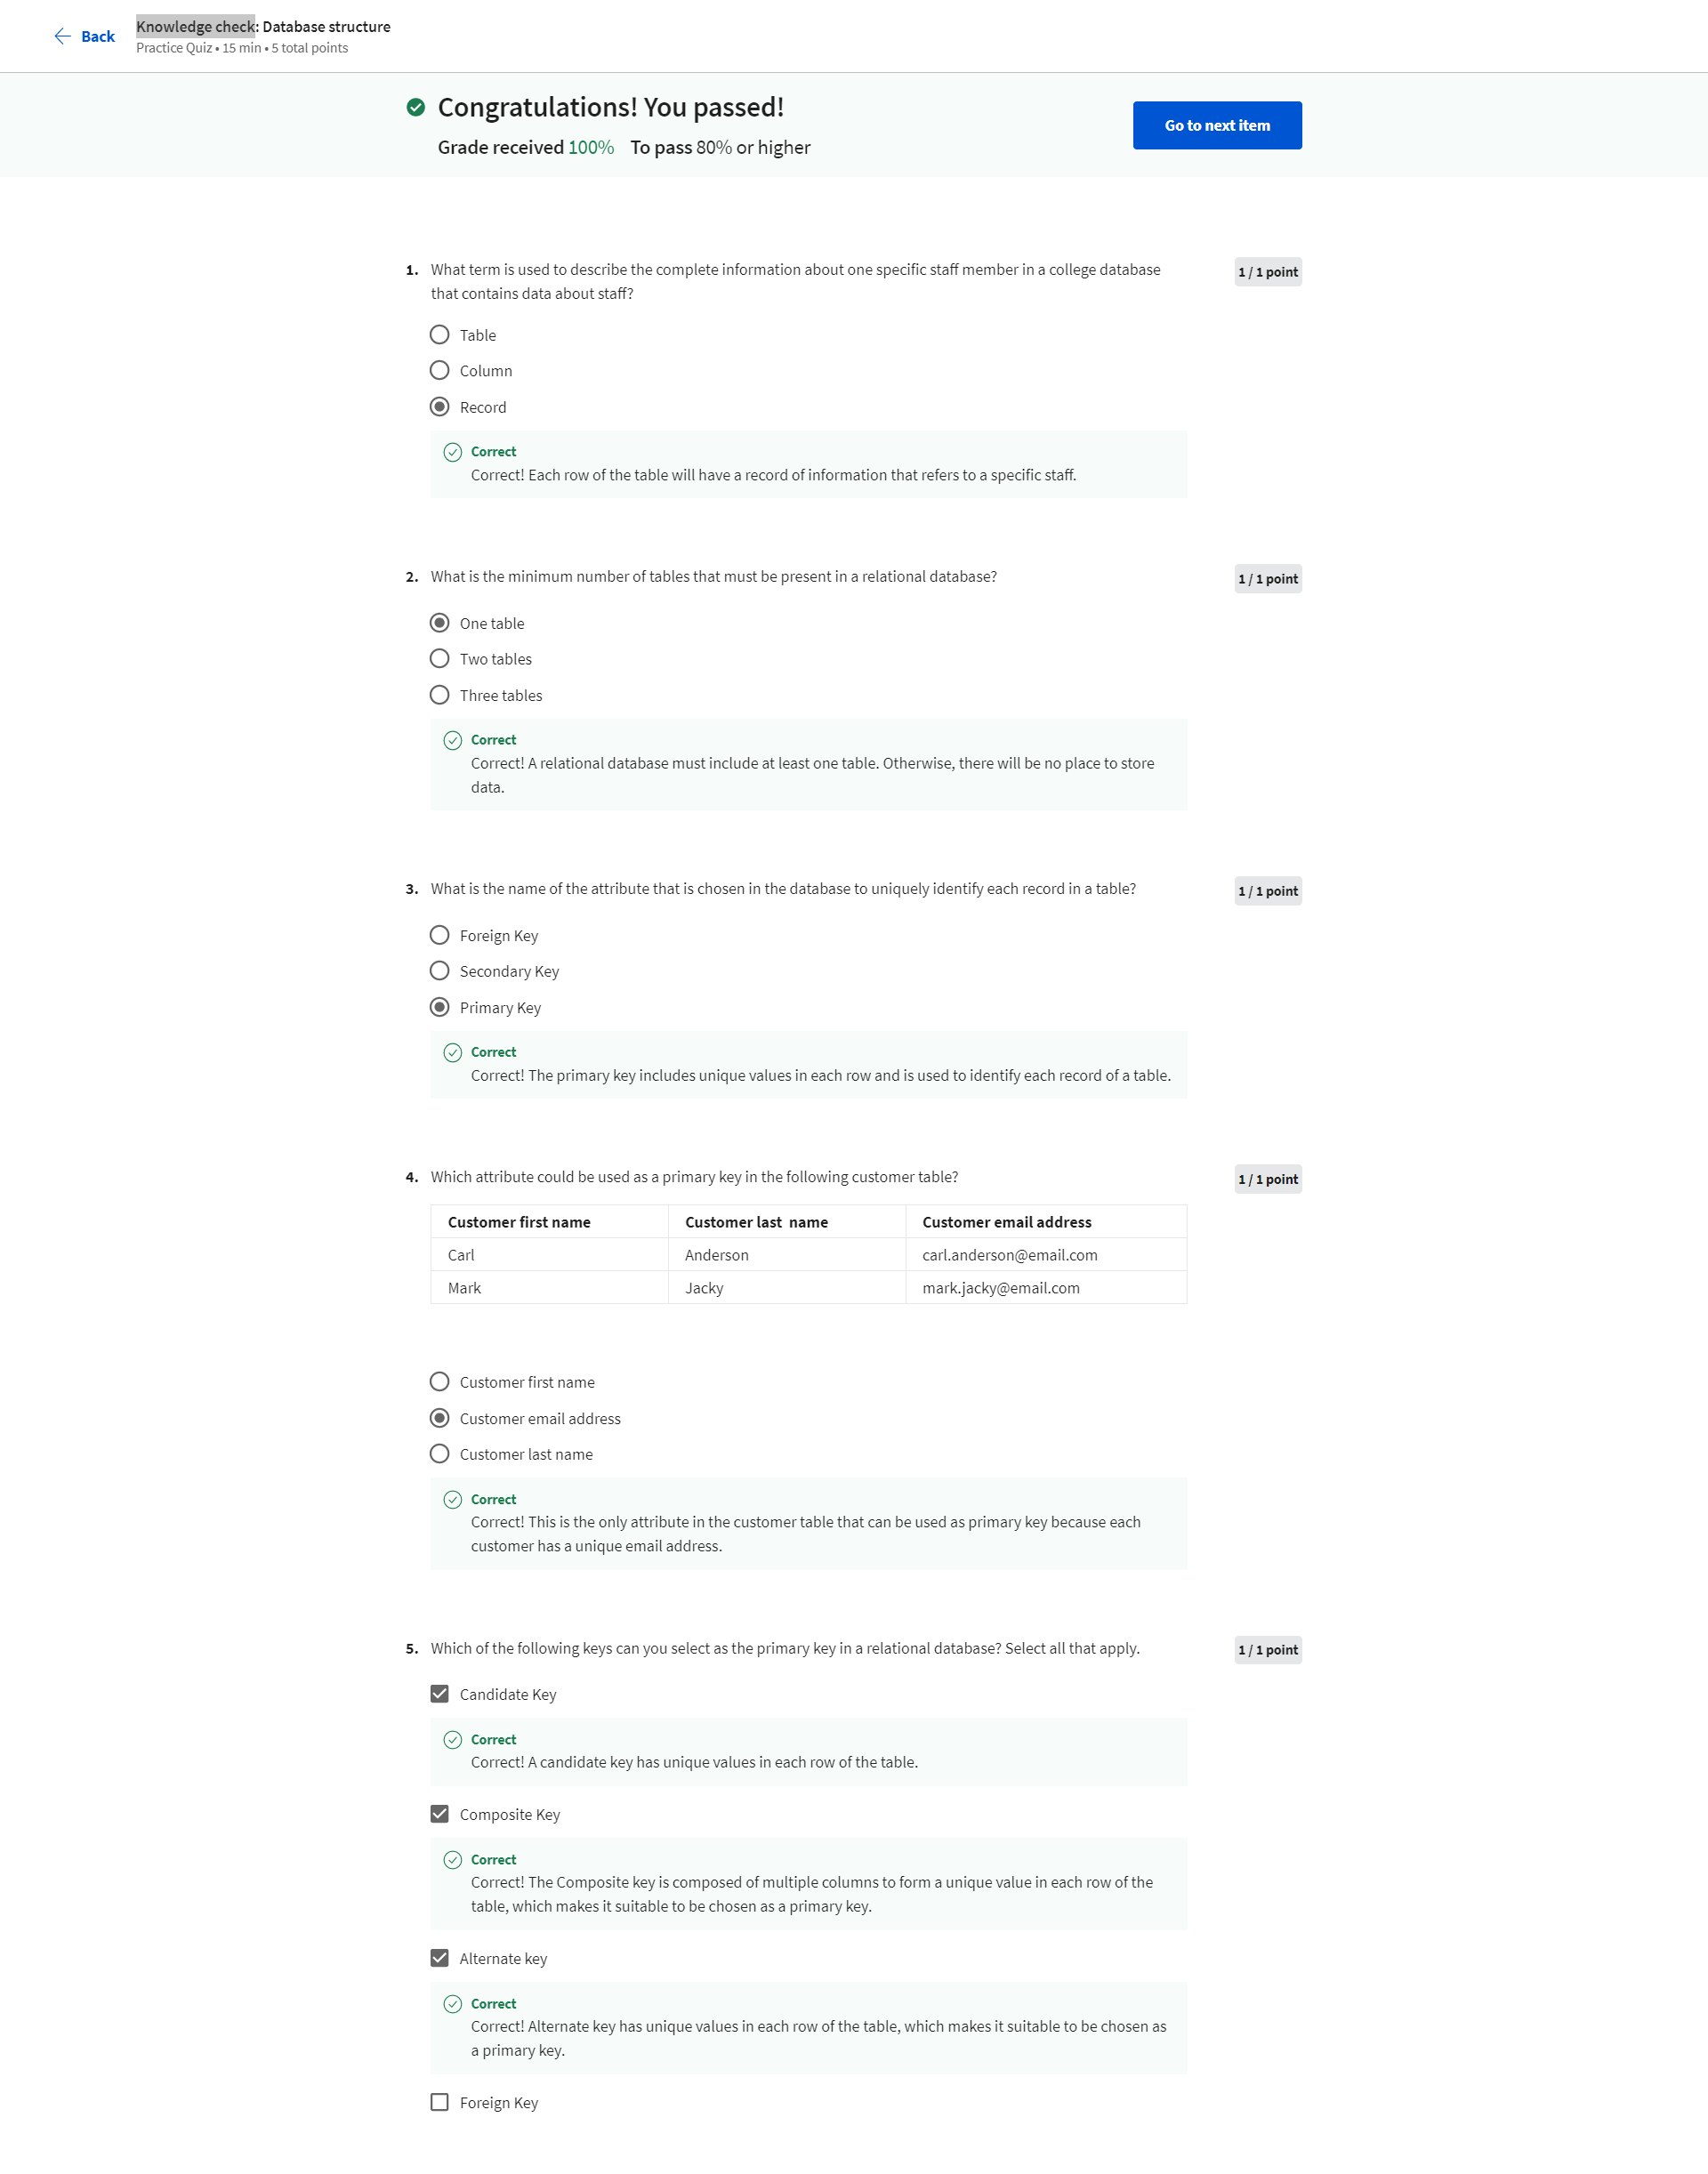 Back
Knowledge check: Database structure
Practice Quiz • 15 min • 5 total points
Congratulations! You passed!
Grade received 100% To pass 80% or higher
Go to next item
1. What term is used to describe the complete information about one specific staff member in a college database
that contains data about staff?
1 / 1 point
Table
Column
Record
Correct
Correct! Each row of the table will have a record of information that refers to a specific staff.
2. What is the minimum number of tables that must be present in a relational database?
1 / 1 point
One table
Two tables
Three tables
Correct
Correct! A relational database must include at least one table. Otherwise, there will be no place to store
data.
3. What is the name of the attribute that is chosen in the database to uniquely identify each record in a table?
1 / 1 point
Foreign Key
Secondary Key
Primary Key
Correct
Correct! The primary key includes unique values in each row and is used to identify each record of a table.
4. Which attribute could be used as a primary key in the following customer table?
1 / 1 point
Customer first name Customer last name Customer email address
Carl Anderson carl.anderson@email.com
Mark Jacky mark.jacky@email.com
Customer first name
Customer email address
Customer last name
Correct
Correct! This is the only attribute in the customer table that can be used as primary key because each
customer has a unique email address.
5. Which of the following keys can you select as the primary key in a relational database? Select all that apply.
1 / 1 point
Candidate Key
Correct
Correct! A candidate key has unique values in each row of the table.
Composite Key
Correct
Correct! The Composite key is composed of multiple columns to form a unique value in each row of the
table, which makes it suitable to be chosen as a primary key.
Alternate key
Correct
Correct! Alternate key has unique values in each row of the table, which makes it suitable to be chosen as
a primary key.
Foreign Key